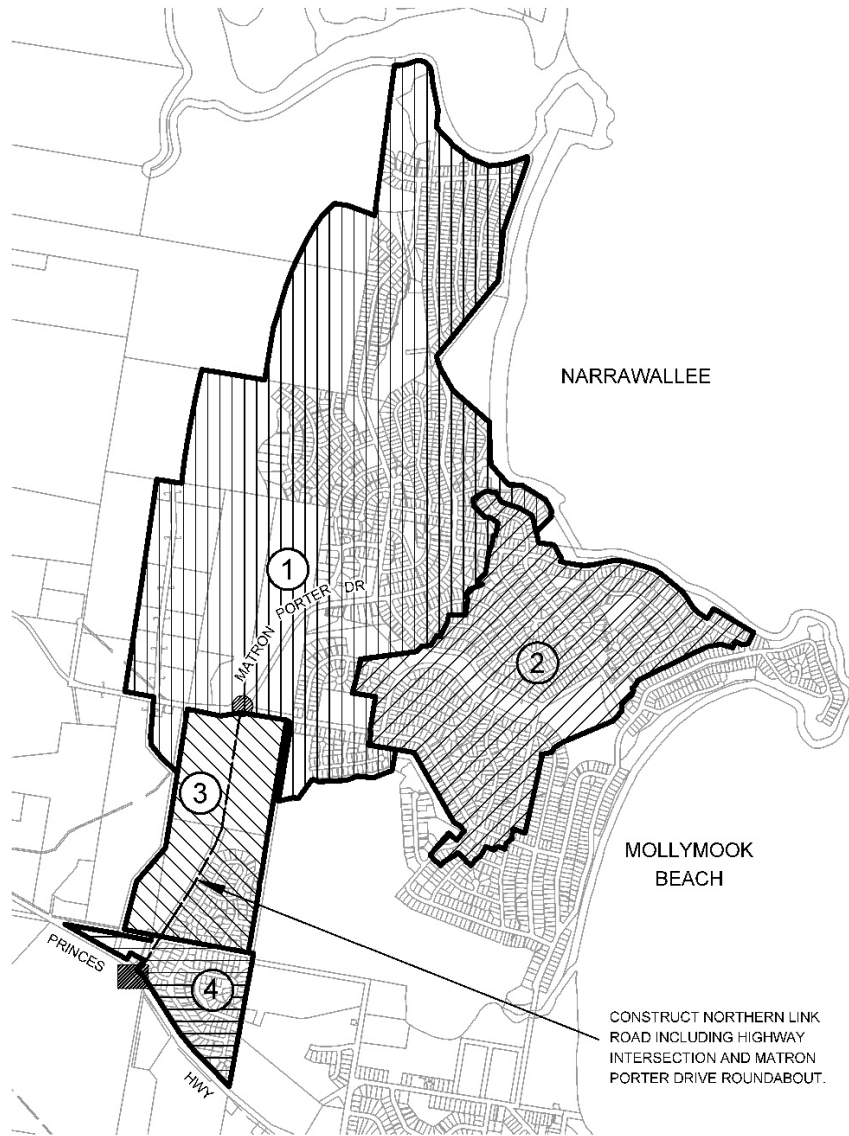 NARRAWALLEE
1
MATRON PORTER DR
2
3
MOLLYMOOK
BEACH
PRINCES
4
HWY
CONSTRUCT NORTHERN LINK
ROAD INCLUDING HIGHWAY
INTERSECTION AND MATRON
PORTER DRIVE ROUNDABOUT.